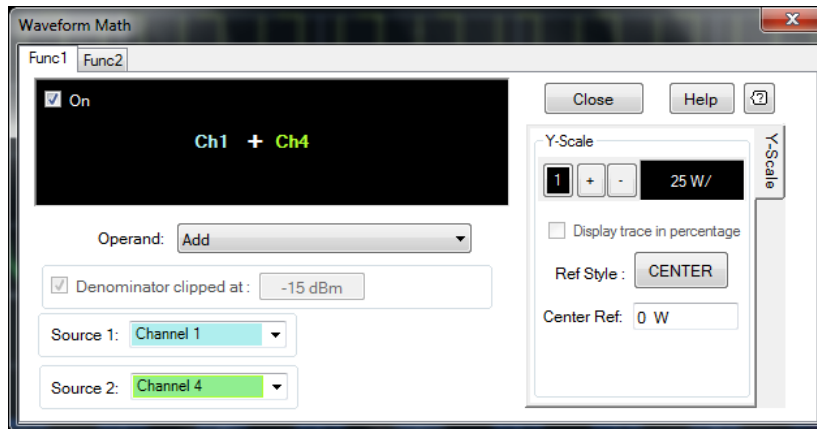 Waveform Math
Func1 Func2
On
Ch1 + Ch4
Operand: Add
Denominator clipped at : -15 dBm
Source 1: Channel 1
Source 2: Channel 4
Close Help
Y-Scale
1 + - 25 W/
Display trace in percentage
Ref Style : CENTER
Center Ref: 0 W
Y-Scale